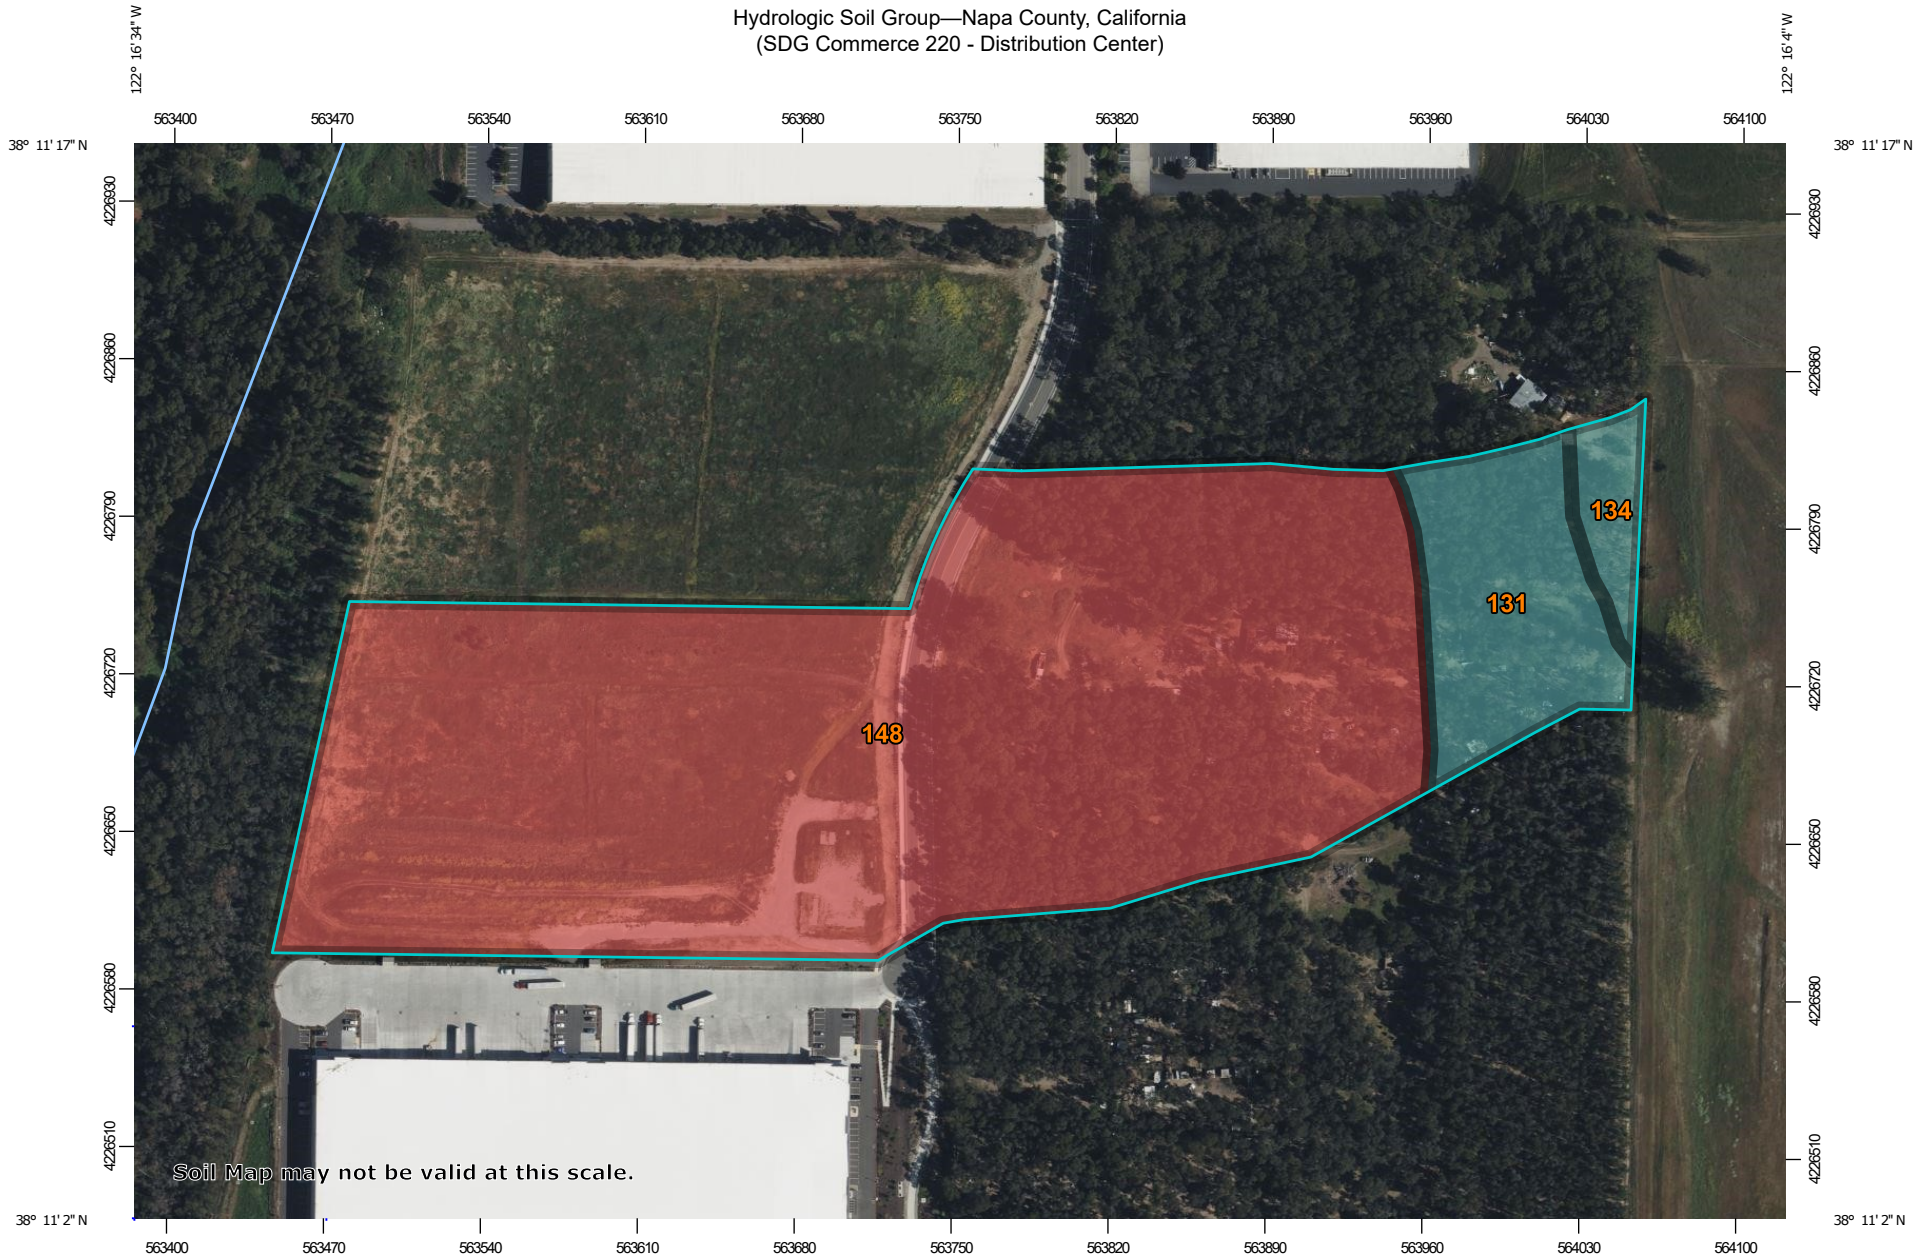 Hydrologic Soil Group—Napa County, California
(SDG Commerce 220 - Distribution Center)
122° 16' 34" W
122° 16' 4" W
563400 563470 563540 563610 563680 563750 563820 563890 563960 564030 564100
38° 11' 17" N
38° 11' 17" N
4226930
4226930
4226860
4226860
4226790
4226790
134
131
4226720
4226720
148
4226650
4226650
4226580
4226580
4226510
4226510
Soil Map may not be valid at this scale.
38° 11' 2" N
38° 11' 2" N
563400 563470 563540 563610 563680 563750 563820 563890 563960 564030 564100